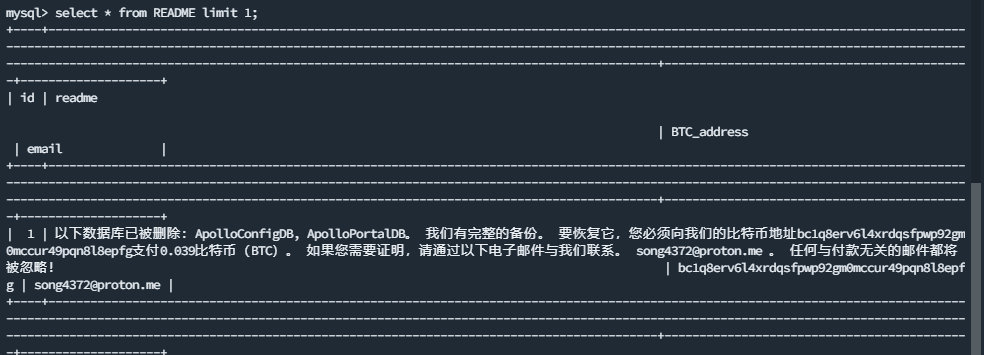 mysql> select * from README limit 1;
+----+--------------------------------------------------------------------------------------------------------------------------------
-----------------------------------------------------------------------------------------------------------------------------------------
---------------------------------------------------------------------------------------------+-------------------------------------------
-+--------------------+
| id | readme
| BTC_address
| email |
+----+--------------------------------------------------------------------------------------------------------------------------------
-----------------------------------------------------------------------------------------------------------------------------------------
---------------------------------------------------------------------------------------------+-------------------------------------------
-+--------------------+
| 1 | 以下数据库已被删除: ApolloConfigDB, ApolloPortalDB。 我们有完整的备份。 要恢复它, 您必须向我们的比特币地址bc1q8erv6l4xrdqsfpwp92gm
0mccur49pqn8l8epfg支付0.039比特币 (BTC) 。 如果您需要证明, 请通过以下电子邮件与我们联系。 song4372@proton.me 。 任何与付款无关的邮件都将
被忽略! | bc1q8erv6l4xrdqsfpwp92gm0mccur49pqn8l8epf
g | song4372@proton.me |
+----+--------------------------------------------------------------------------------------------------------------------------------
-----------------------------------------------------------------------------------------------------------------------------------------
---------------------------------------------------------------------------------------------+-------------------------------------------
-+--------------------+